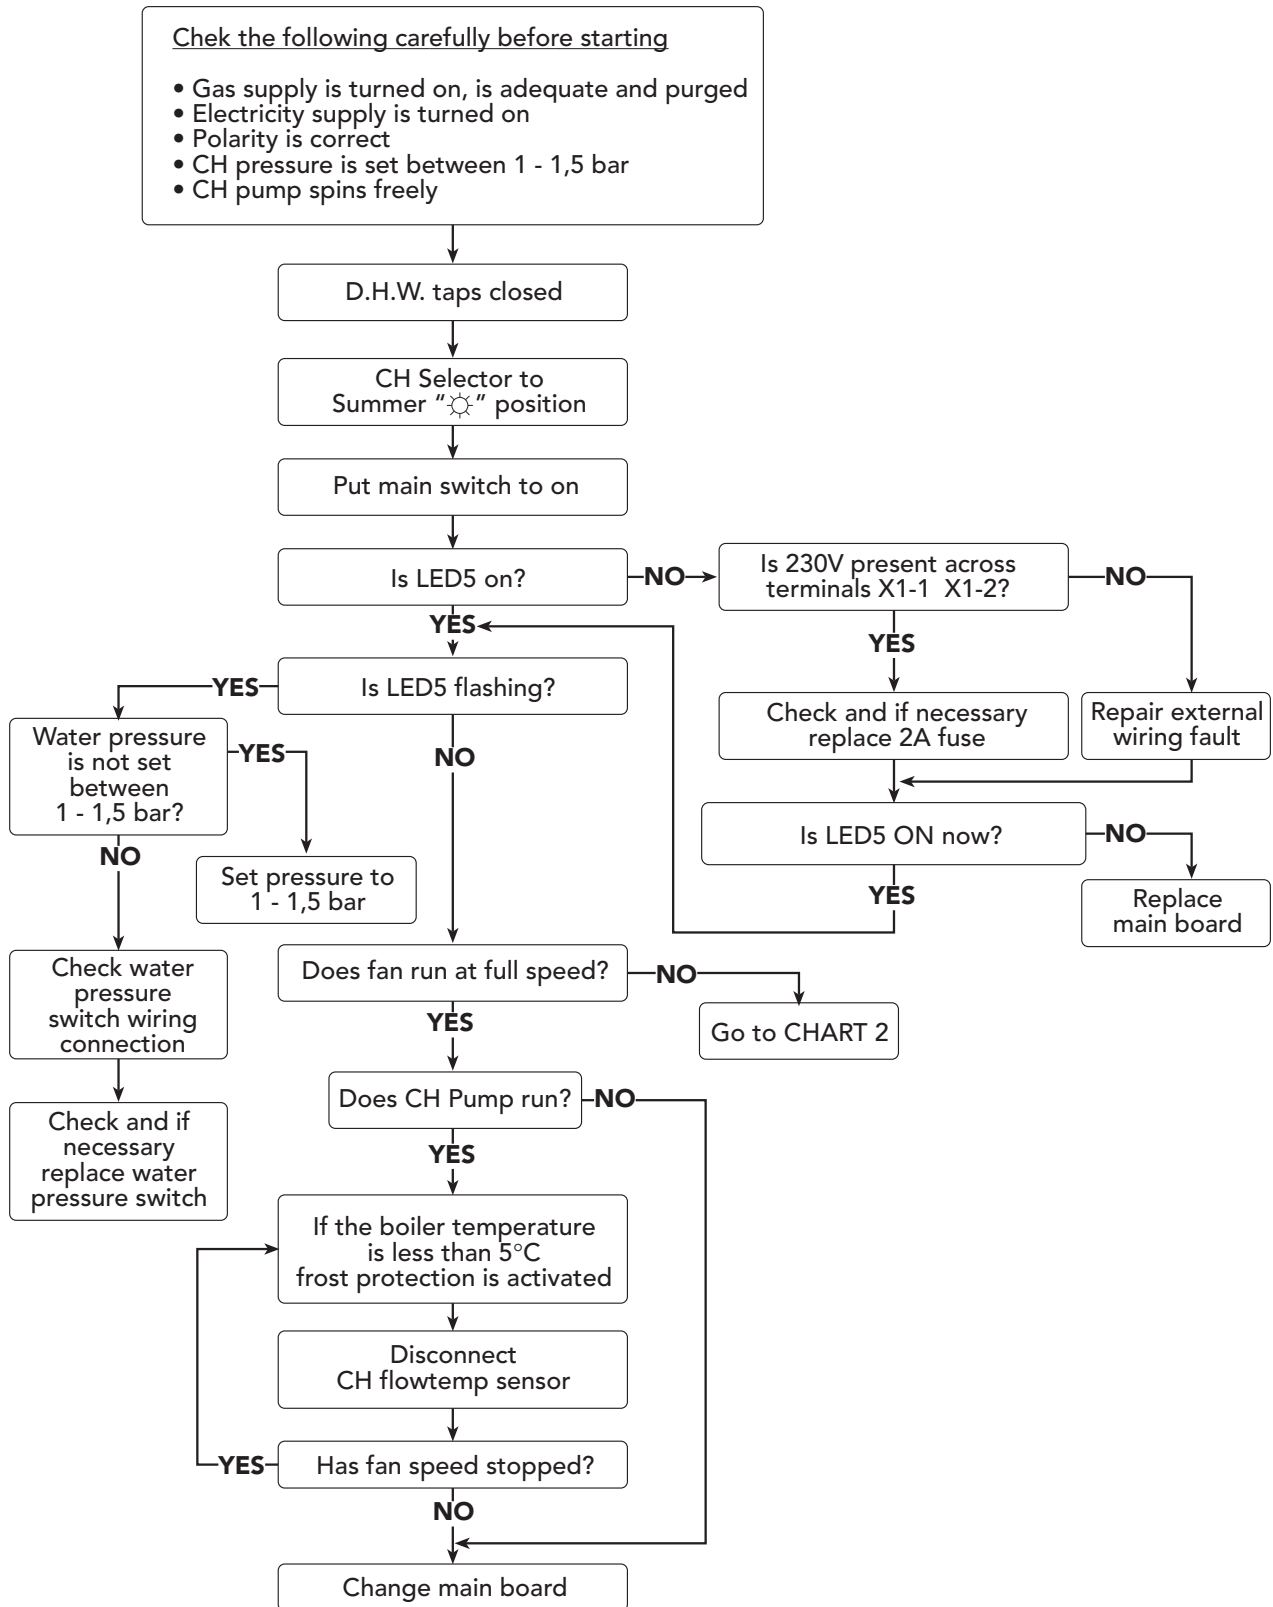 Chek the following carefully before starting
• Gas supply is turned on, is adequate and purged
• Electricity supply is turned on
• Polarity is correct
• CH pressure is set between 1 - 1,5 bar
• CH pump spins freely
D.H.W. taps closed
CH Selector to
Summer “☼” position
Put main switch to on
Is LED5 on?
NO
Is 230V present across
terminals X1-1 X1-2?
NO
YES
YES
Is LED5 flashing?
YES
NO
Check and if necessary
replace 2A fuse
Repair external
wiring fault
Water pressure
is not set
between
1 - 1,5 bar?
YES
NO
Set pressure to
1 - 1,5 bar
Is LED5 ON now?
NO
YES
Replace
main board
Check water
pressure
switch wiring
connection
Check and if
necessary
replace water
pressure switch
Does fan run at full speed?
NO
Go to CHART 2
YES
Does CH Pump run?
NO
YES
If the boiler temperature
is less than 5°C
frost protection is activated
Disconnect
CH flowtemp sensor
Has fan speed stopped?
YES
NO
Change main board